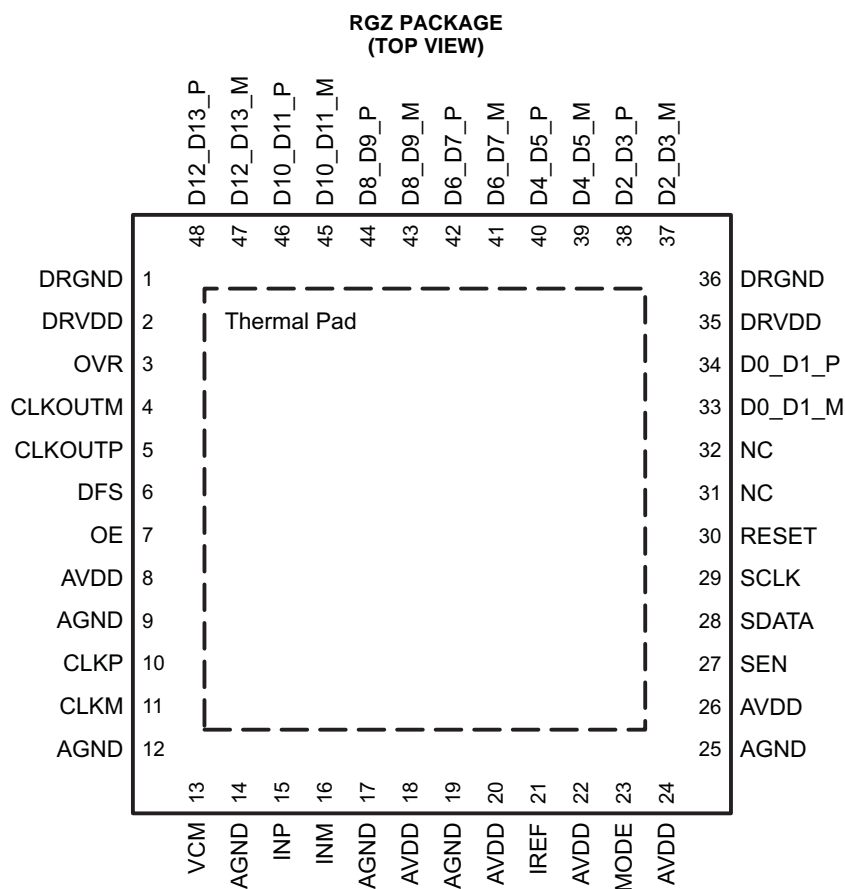 RGZ PACKAGE
(TOP VIEW)
D12_D13_P
D12_D13_M
D10_D11_P
D10_D11_M
D8_D9_P
D8_D9_M
D6_D7_P
D6_D7_M
D4_D5_P
D4_D5_M
D2_D3_P
D2_D3_M
48 47 46 45 44 43 42 41 40 39 38 37
DRGND 1 36 DRGND
DRVDD 2 Thermal Pad 35 DRVDD
OVR 3 34 D0_D1_P
CLKOUTM 4 33 D0_D1_M
CLKOUTP 5 32 NC
DFS 6 31 NC
OE 7 30 RESET
AVDD 8 29 SCLK
AGND 9 28 SDATA
CLKP 10 27 SEN
CLKM 11 26 AVDD
AGND 12 25 AGND
13 14 15 16 17 18 19 20 21 22 23 24
VCM
AGND
INP
INM
AGND
AVDD
AGND
AVDD
IREF
AVDD
MODE
AVDD